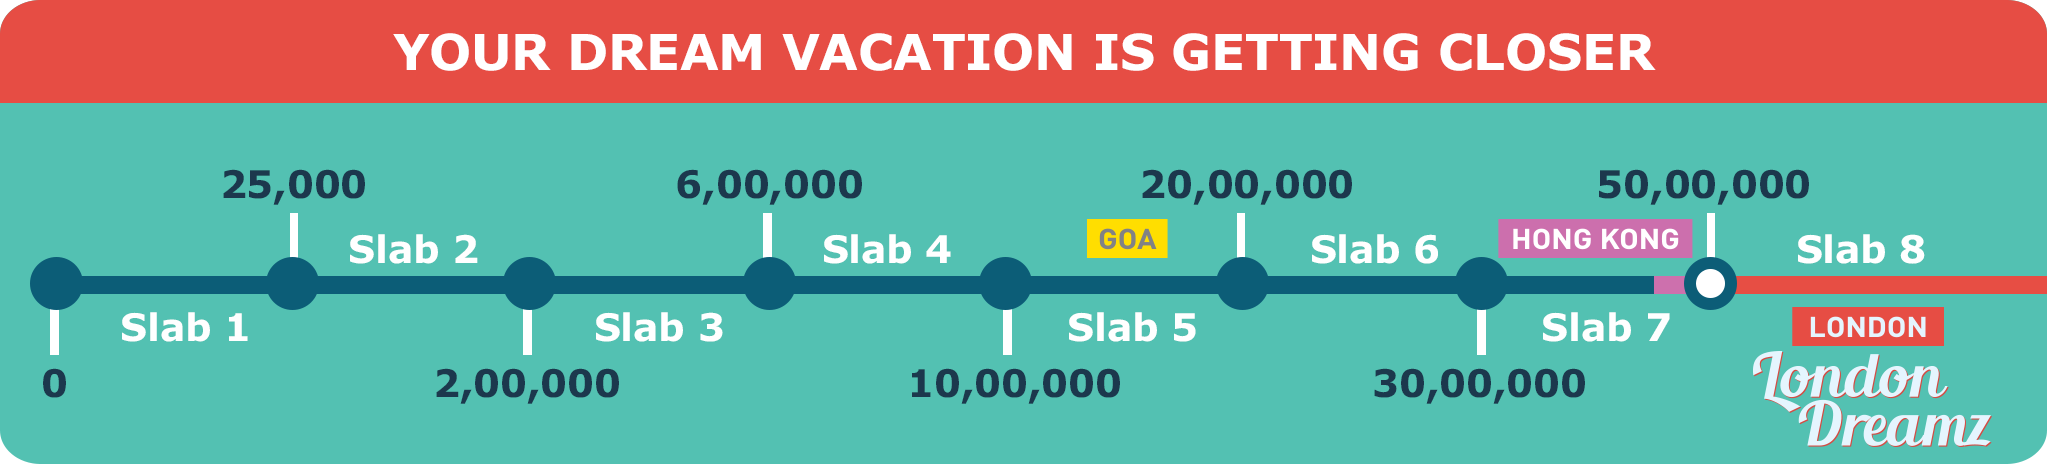 YOUR DREAM VACATION IS GETTING CLOSER
25,000
6,00,000
20,00,000
50,00,000
GOA
HONG KONG
Slab 2
Slab 4
Slab 6
Slab 8
Slab 1
Slab 3
Slab 5
Slab 7
LONDON
0
2,00,000
10,00,000
30,00,000
London
Dreamz